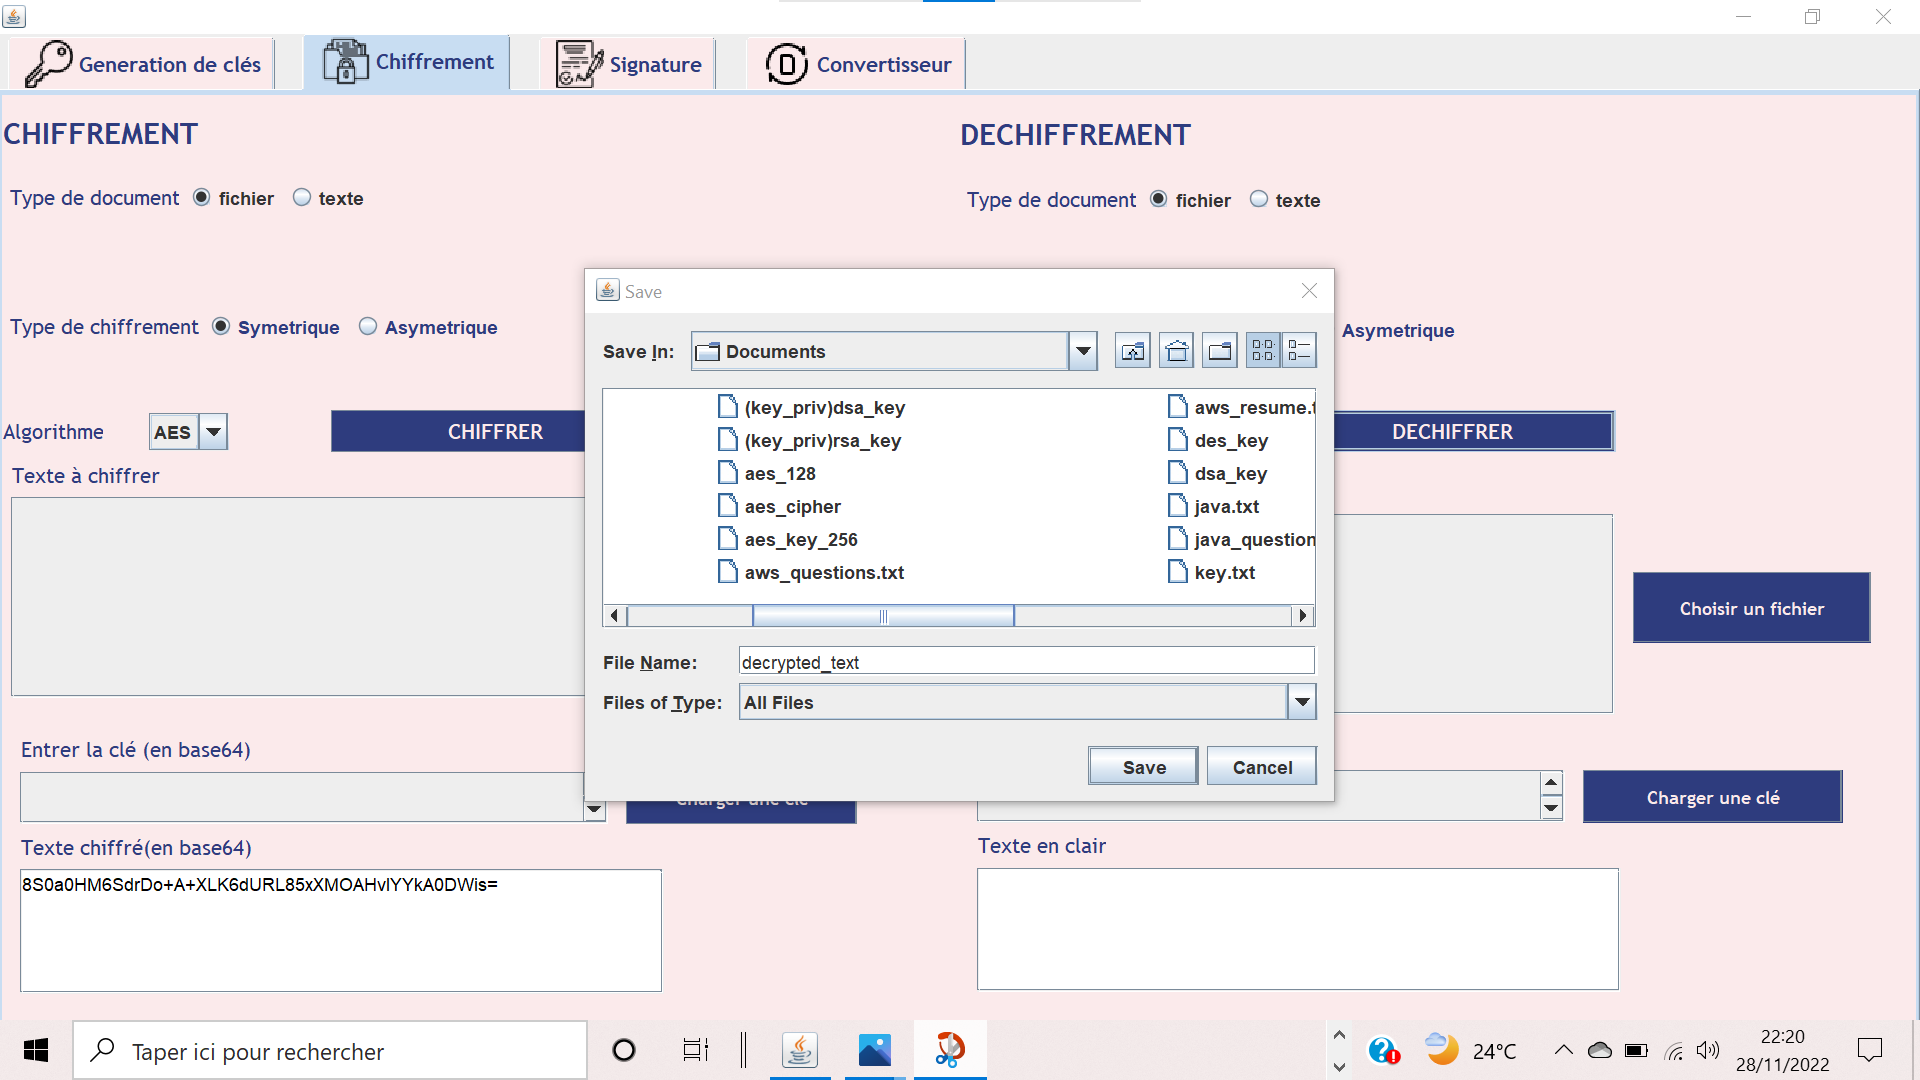 Generation de clés
Chiffrement
Signature
Convertisseur
CHIFFREMENT
Type de document fichier texte
Type de chiffrement Symetrique Asymetrique
Algorithme AES CHIFFRER
Texte à chiffrer
Entrer la clé (en base64)
Charger une clé
Texte chiffré(en base64)
8S0a0HM6SdrDo+A+XLK6dURL85xXMOAHvlYYkA0DWis=
DECHIFFREMENT
Type de document fichier texte
Asymetrique
DECHIFFRER
Choisir un fichier
Charger une clé
Texte en clair
Save
Save In: Documents
(key_priv)dsa_key
(key_priv)rsa_key
aes_128
aes_cipher
aes_key_256
aws_questions.txt
aws_resume.t
des_key
dsa_key
java.txt
java_question
key.txt
File Name: decrypted_text
Files of Type: All Files
Save Cancel
Taper ici pour rechercher
24°C
22:20
28/11/2022